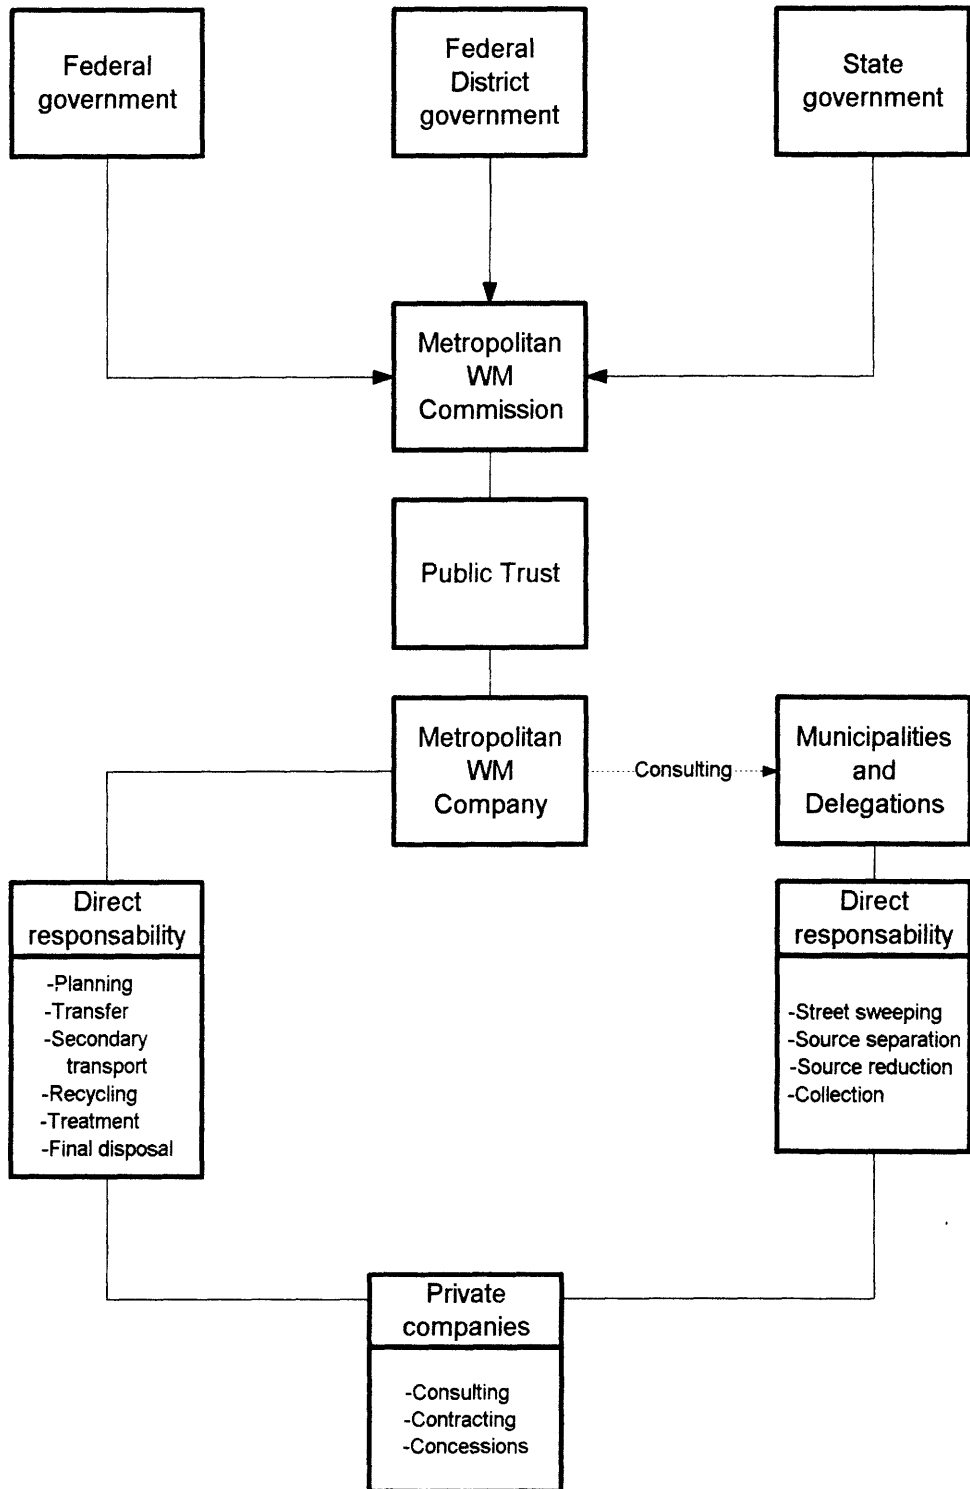 Federal
government
Federal
District
government
State
government
Metropolitan
WM
Commission
Public Trust
Metropolitan
WM
Company
Consulting
Municipalities
and
Delegations
Direct
responsability
-Planning
-Transfer
-Secondary
transport
-Recycling
-Treatment
-Final disposal
Direct
responsability
-Street sweeping
-Source separation
-Source reduction
-Collection
Private
companies
-Consulting
-Contracting
-Concessions